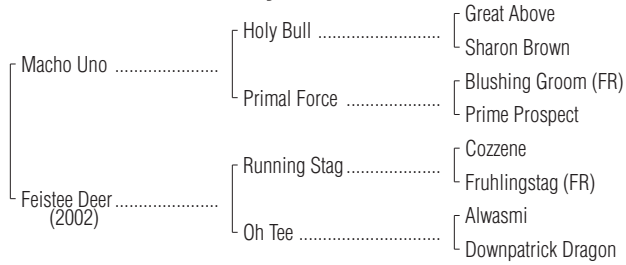 Great Above
Holy Bull ..............................
Sharon Brown
Macho Uno .....................
Blushing Groom (FR)
Primal Force .......................
Prime Prospect
Cozzene
Running Stag...................
Fruhlingstag (FR)
Feistee Deer.....................
(2002)
Alwasmi
Oh Tee .............................
Downpatrick Dragon